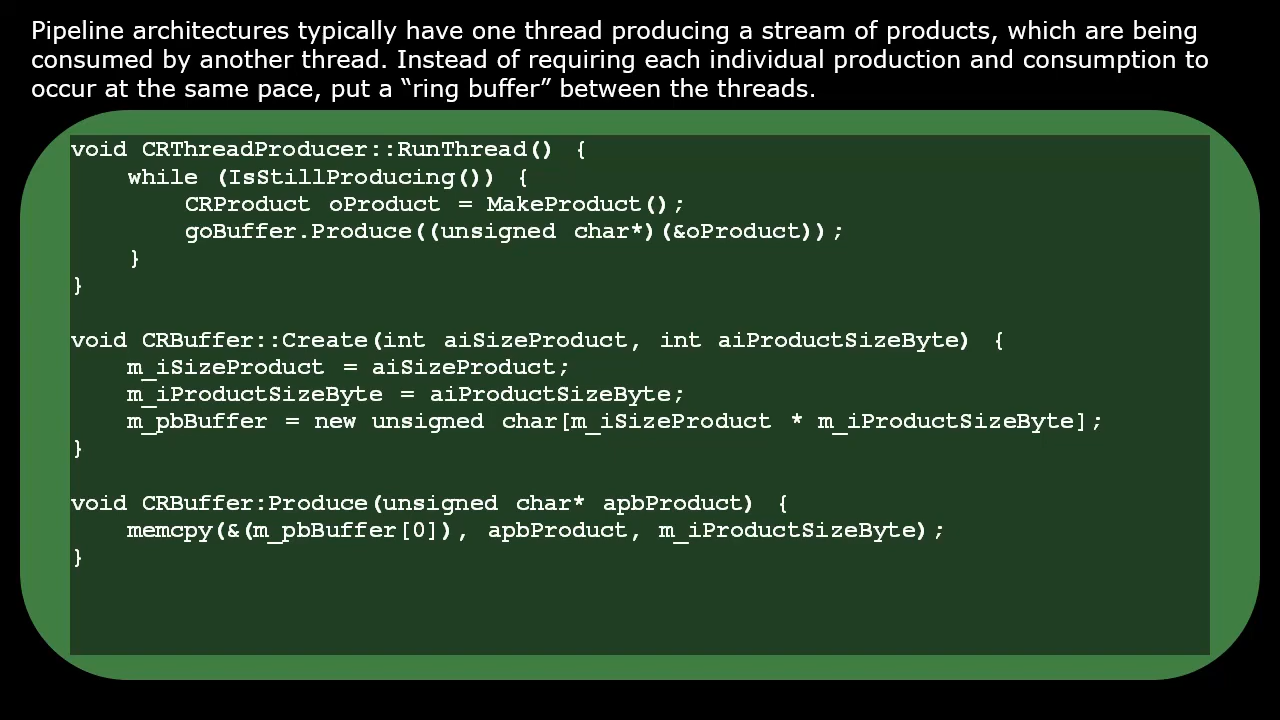 Pipeline architectures typically have one thread producing a stream of products, which are being
consumed by another thread. Instead of requiring each individual production and consumption to
occur at the same pace, put a “ring buffer” between the threads.
void CRThreadProducer::RunThread() {
    while (IsStillProducing()) {
        CRProduct oProduct = MakeProduct();
        goBuffer.Produce((unsigned char*)(&oProduct));
    }
}

void CRBuffer::Create(int aiSizeProduct, int aiProductSizeByte) {
    m_iSizeProduct = aiSizeProduct;
    m_iProductSizeByte = aiProductSizeByte;
    m_pbBuffer = new unsigned char[m_iSizeProduct * m_iProductSizeByte];
}

void CRBuffer:Produce(unsigned char* apbProduct) {
    memcpy(&(m_pbBuffer[0]), apbProduct, m_iProductSizeByte);
}